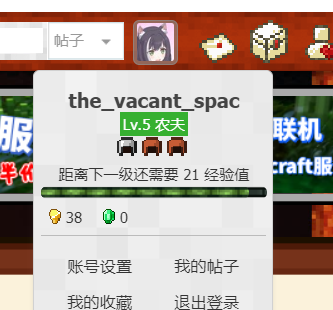 帖子
the_vacant_spac
Lv.5 农夫
服
联机
距离下一级还需要 21 经验值
半价
craft服
38
0
账号设置
我的帖子
我的收藏
退出登录